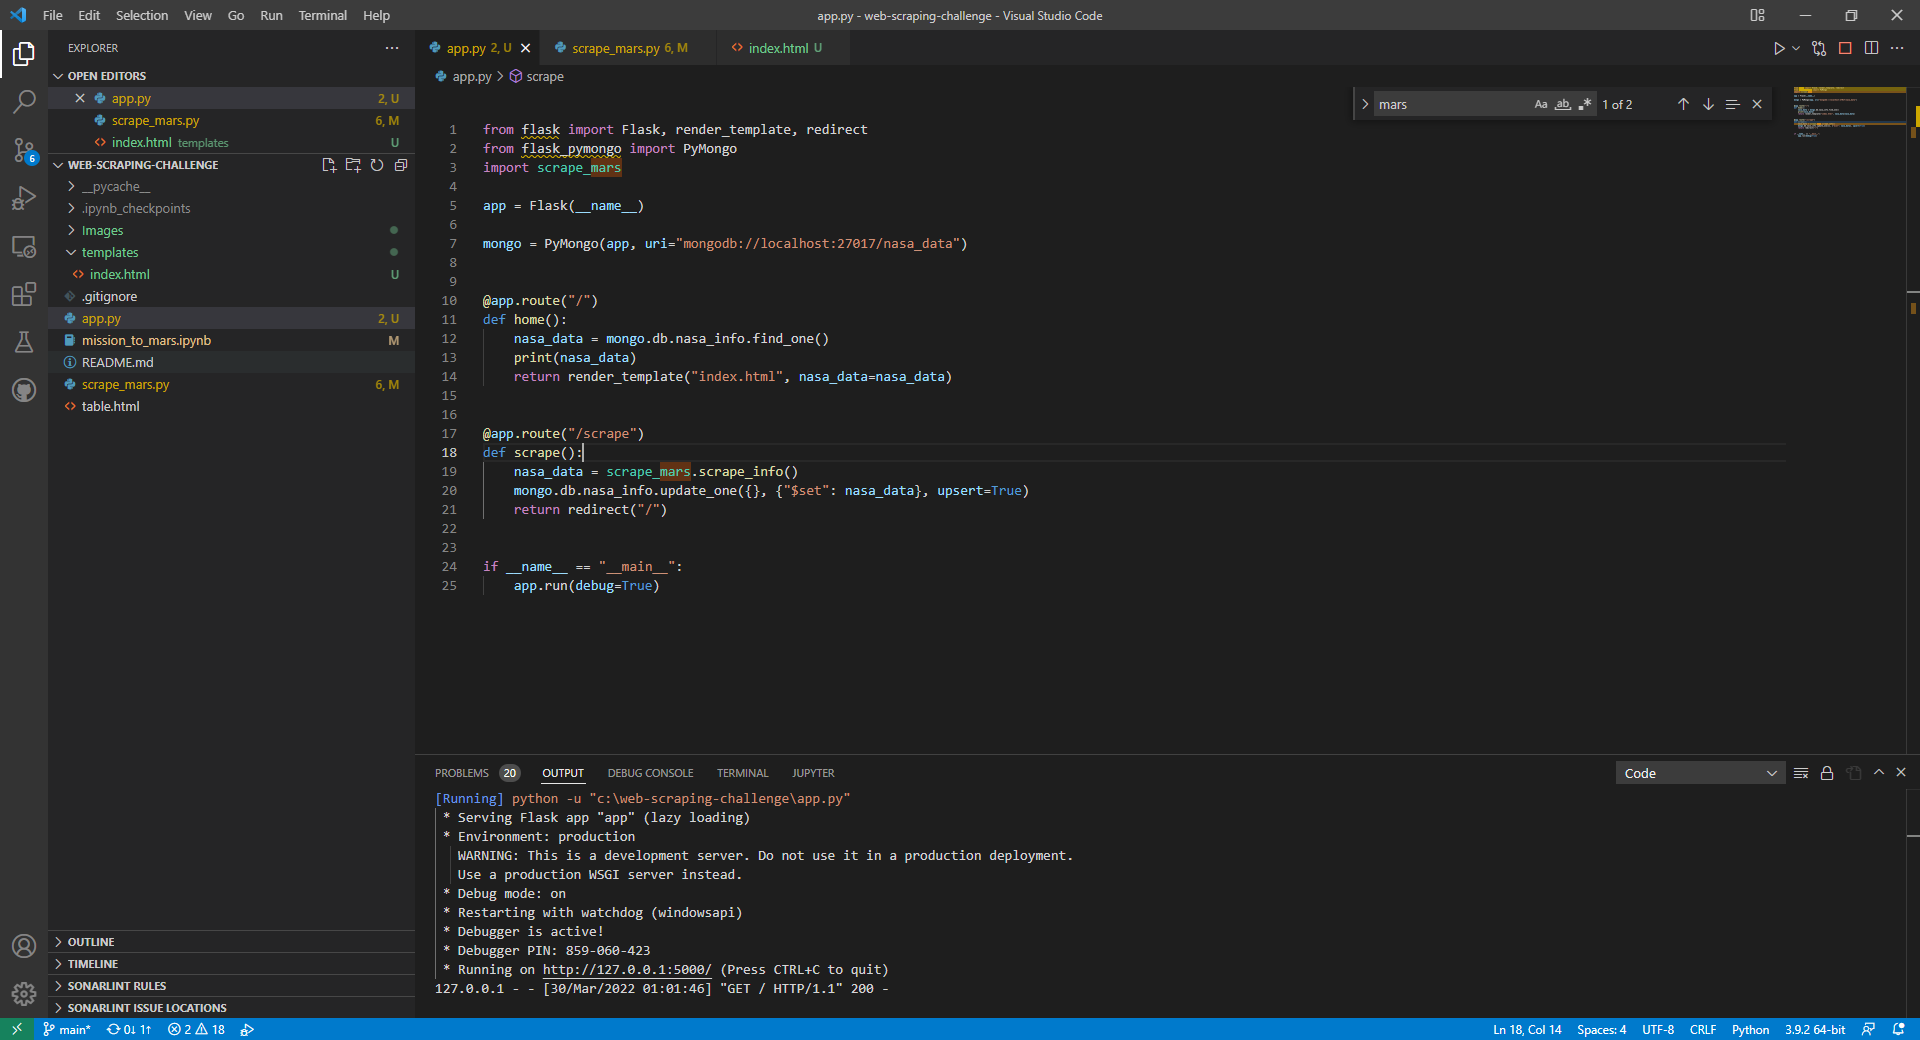 File Edit Selection View Go Run Terminal Help
app.py - web-scraping-challenge - Visual Studio Code
EXPLORER
OPEN EDITORS
app.py 2, U
scrape_mars.py 6, M
index.html templates U
WEB-SCRAPING-CHALLENGE
__pycache__
.ipynb_checkpoints
Images
templates
index.html U
.gitignore
app.py 2, U
mission_to_mars.ipynb M
README.md
scrape_mars.py 6, M
table.html
OUTLINE
TIMELINE
SONARLINT RULES
SONARLINT ISSUE LOCATIONS
6
app.py 2, U scrape_mars.py 6, M index.html U
app.py scrape
mars Aa ab 1 of 2
1 from flask import Flask, render_template, redirect
2 from flask_pymongo import PyMongo
3 import scrape_mars
4
5 app = Flask(__name__)
6
7 mongo = PyMongo(app, uri="mongodb://localhost:27017/nasa_data")
8
9
10 @app.route("/")
11 def home():
12 nasa_data = mongo.db.nasa_info.find_one()
13 print(nasa_data)
14 return render_template("index.html", nasa_data=nasa_data)
15
16
17 @app.route("/scrape")
18 def scrape():
19 nasa_data = scrape_mars.scrape_info()
20 mongo.db.nasa_info.update_one({}, {"$set": nasa_data}, upsert=True)
21 return redirect("/")
22
23
24 if __name__ == "__main__":
25 app.run(debug=True)
PROBLEMS 20 OUTPUT DEBUG CONSOLE TERMINAL JUPYTER
Code
[Running] python -u "c:\web-scraping-challenge\app.py"
* Serving Flask app "app" (lazy loading)
* Environment: production
WARNING: This is a development server. Do not use it in a production deployment.
Use a production WSGI server instead.
* Debug mode: on
* Restarting with watchdog (windowsapi)
* Debugger is active!
* Debugger PIN: 859-060-423
* Running on http://127.0.0.1:5000/ (Press CTRL+C to quit)
127.0.0.1 - - [30/Mar/2022 01:01:46] "GET / HTTP/1.1" 200 -
main* 0↓ 1↑ 2 18
Ln 18, Col 14 Spaces: 4 UTF-8 CRLF Python 3.9.2 64-bit